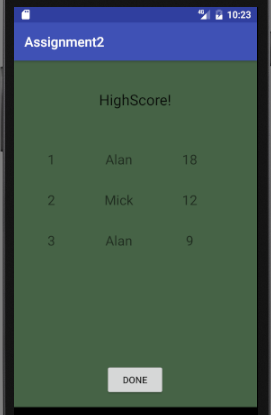 10:23
Assignment2
HighScore!
1 Alan 18
2 Mick 12
3 Alan 9
DONE